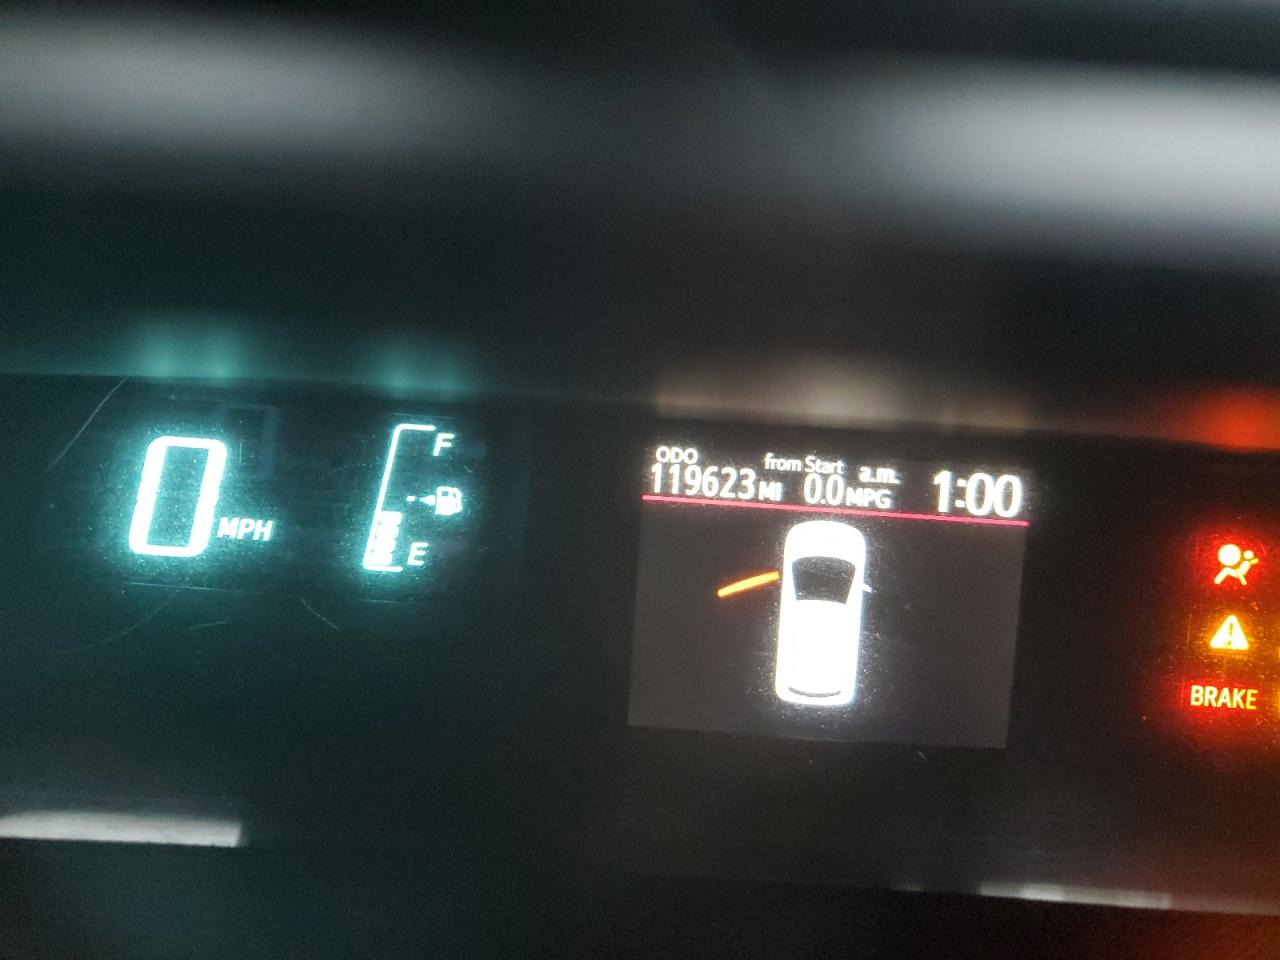 0 MPH
F
E
ODO from Start a.m. 1:00
119623 MI 0.0 MPG
BRAKE